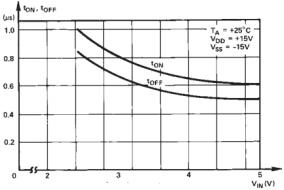 tON, tOFF
(μs)
1.0
0.8
0.6
0.4
0.2
0
TA = +25°C
VDD = +15V
VSS = -15V
tON
tOFF
2
3
4
5
VIN (V)